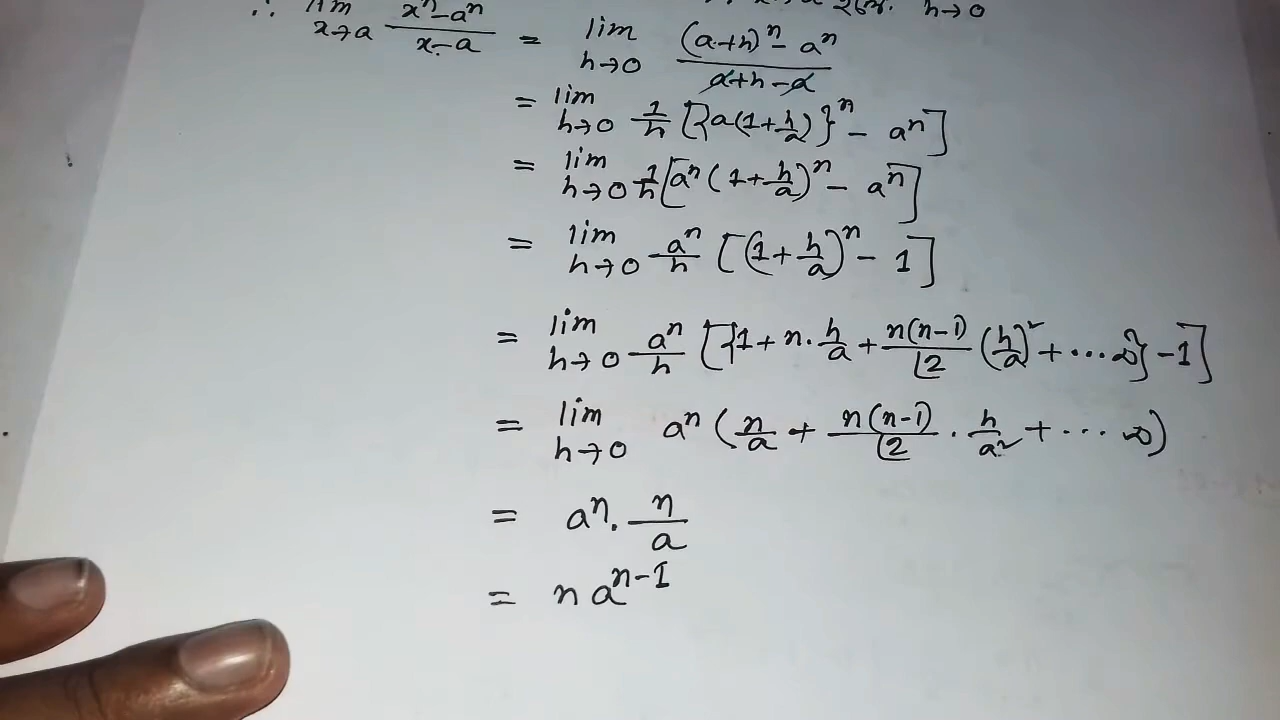 ∴ lim x→a (xⁿ – aⁿ)/(x – a) = lim h→0 ((a+h)ⁿ – aⁿ)/(a+h – a)
h→0
= lim h→0 1/h [{a(1+h/a)}ⁿ – aⁿ]
= lim h→0 1/h [aⁿ(1+h/a)ⁿ – aⁿ]
= lim h→0 aⁿ/h [(1+h/a)ⁿ – 1]
= lim h→0 aⁿ/h [{1+n·h/a+n(n–1)/⌊2 (h/a)²+...∞} –1]
= lim h→0 aⁿ (n/a + n(n–1)/⌊2 · h/a² + ... ∞)
= aⁿ. n/a
= n aⁿ⁻¹